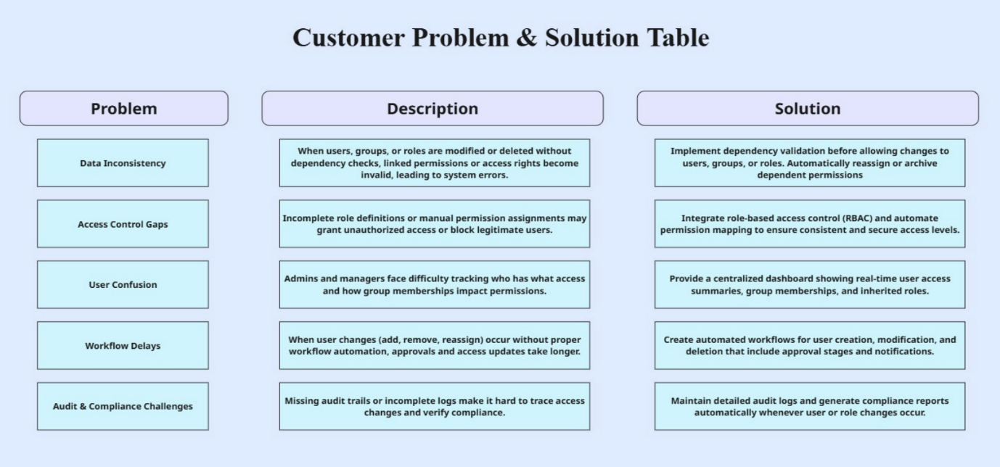 Customer Problem & Solution Table
Problem
Description
Solution
Data Inconsistency
When users, groups, or roles are modified or deleted without
dependency checks, linked permissions or access rights become
invalid, leading to system errors.
Implement dependency validation before allowing changes to
users, groups, or roles. Automatically reassign or archive
dependent permissions
Access Control Gaps
Incomplete role definitions or manual permission assignments may
grant unauthorized access or block legitimate users.
Integrate role-based access control (RBAC) and automate
permission mapping to ensure consistent and secure access levels.
User Confusion
Admins and managers face difficulty tracking who has what access
and how group memberships impact permissions.
Provide a centralized dashboard showing real-time user access
summaries, group memberships, and inherited roles.
Workflow Delays
When user changes (add, remove, reassign) occur without proper
workflow automation, approvals and access updates take longer.
Create automated workflows for user creation, modification, and
deletion that include approval stages and notifications.
Audit & Compliance Challenges
Missing audit trails or incomplete logs make it hard to trace access
changes and verify compliance.
Maintain detailed audit logs and generate compliance reports
automatically whenever user or role changes occur.